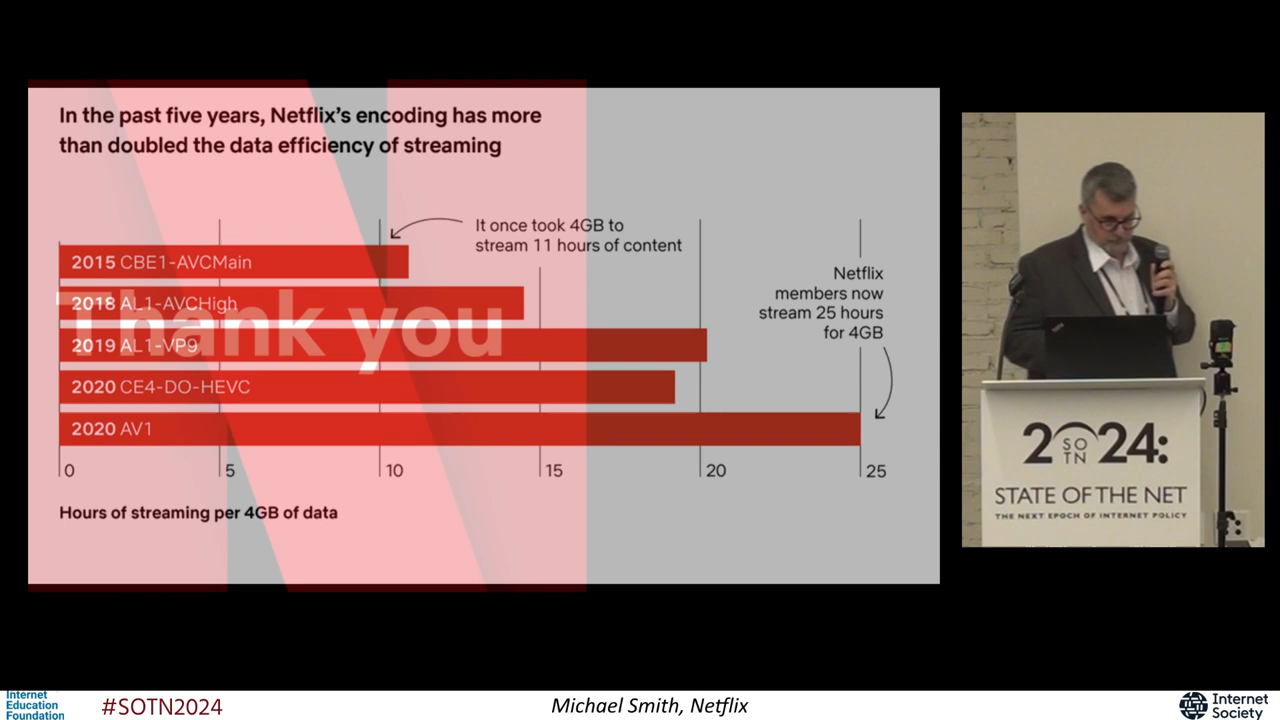 In the past five years, Netflix's encoding has more
than doubled the data efficiency of streaming
It once took 4GB to
stream 11 hours of content
Netflix
members now
stream 25 hours
for 4GB
2015 CBE1-AVCMain
2018 AL1-AVCHigh
Thank you
2019 AL1-VP9
2020 CE4-DO-HEVC
2020 AV1
0 5 10 15 20 25
Hours of streaming per 4GB of data
2024:
SO
TN
STATE OF THE NET
THE NEXT EPOCH OF INTERNET POLICY
Internet
Education
Foundation
#SOTN2024
Michael Smith, Netflix
Internet
Society